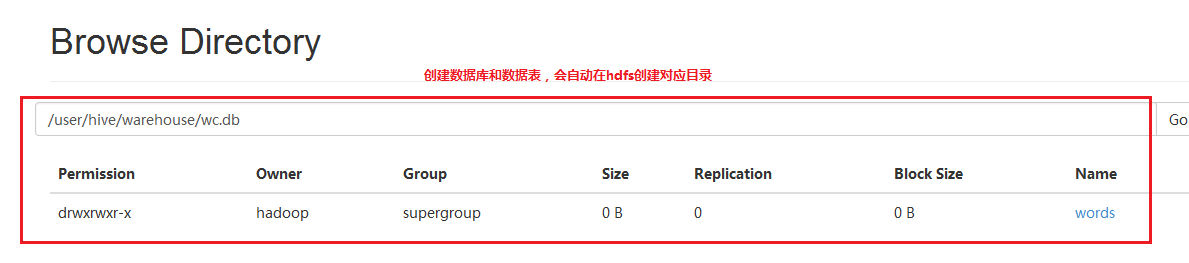 Browse Directory
创建数据库和数据表，会自动在hdfs创建对应目录
/user/hive/warehouse/wc.db Go
Permission Owner Group Size Replication Block Size Name
drwxrwxr-x hadoop supergroup 0 B 0 0 B words